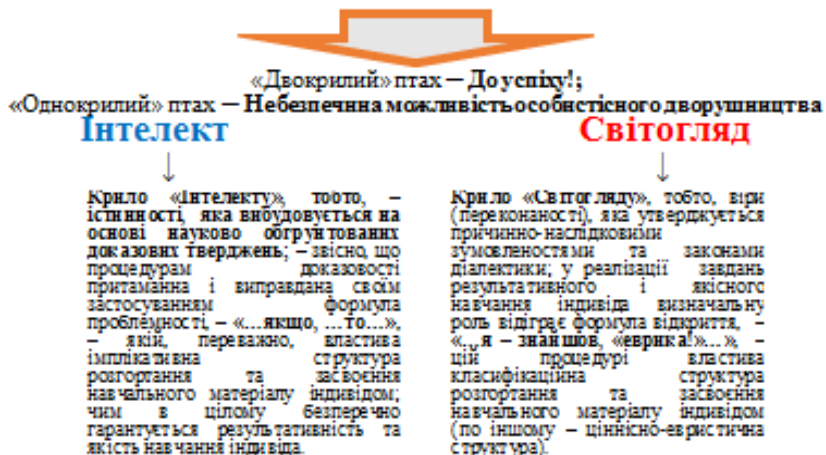 «Двокрилий» птах — До успіху!;
«Однокрилий» птах — Небезпечна можливість особистісного дворушництва
Інтелект
Світогляд
Крило «Інтелекту», тобто, –
істинності, яка вибудовується на
основі науково обґрунтованих
доказових тверджень; – звісно, що
процедурам доказовості
притаманна і виправдана своїм
застосуванням формула
проблемності, – «…якщо, …то…»,
– якій, переважно, властива
імплікативна структура
розгортання та засвоєння
навчального матеріалу індивідом;
чим в цілому безперечно
гарантується результативність та
якість навчання індивіда.
Крило «Світогляду», тобто, віри
(переконаності), яка утверджується
причинно-наслідковими
зумовленостями та законами
діалектики; у реалізації завдань
результативного і якісного
навчання індивіда визначальну
роль відіграє формула відкриття, –
«…я – знайшов, «еврика!»…», –
цій процедурі властива
класифікаційна структура
розгортання та засвоєння
навчального матеріалу індивідом
(по іншому – ціннісно-евристична
структура).